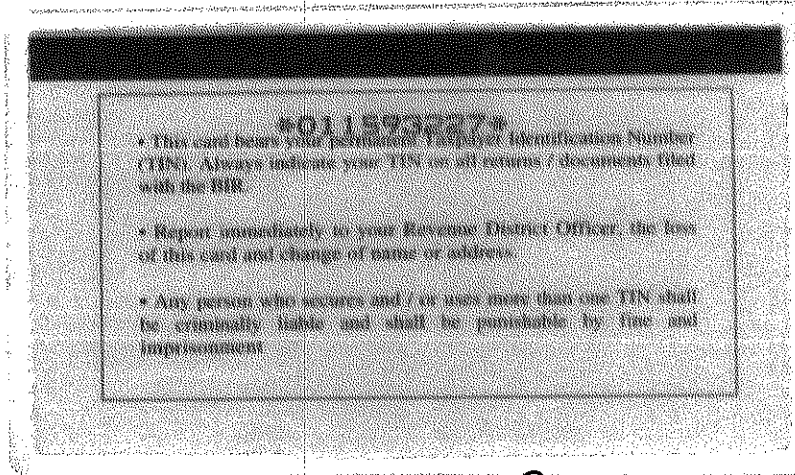 • This card bears your permanent Taxpayer Identification Number
(TIN). Always indicate your TIN on all returns / documents filed
with the BIR.
• Report immediately to your Revenue District Officer, the loss
of this card and change of name or address.
• Any person who secures and / or uses more than one TIN shall
be criminally liable and shall be punishable by fine and
imprisonment